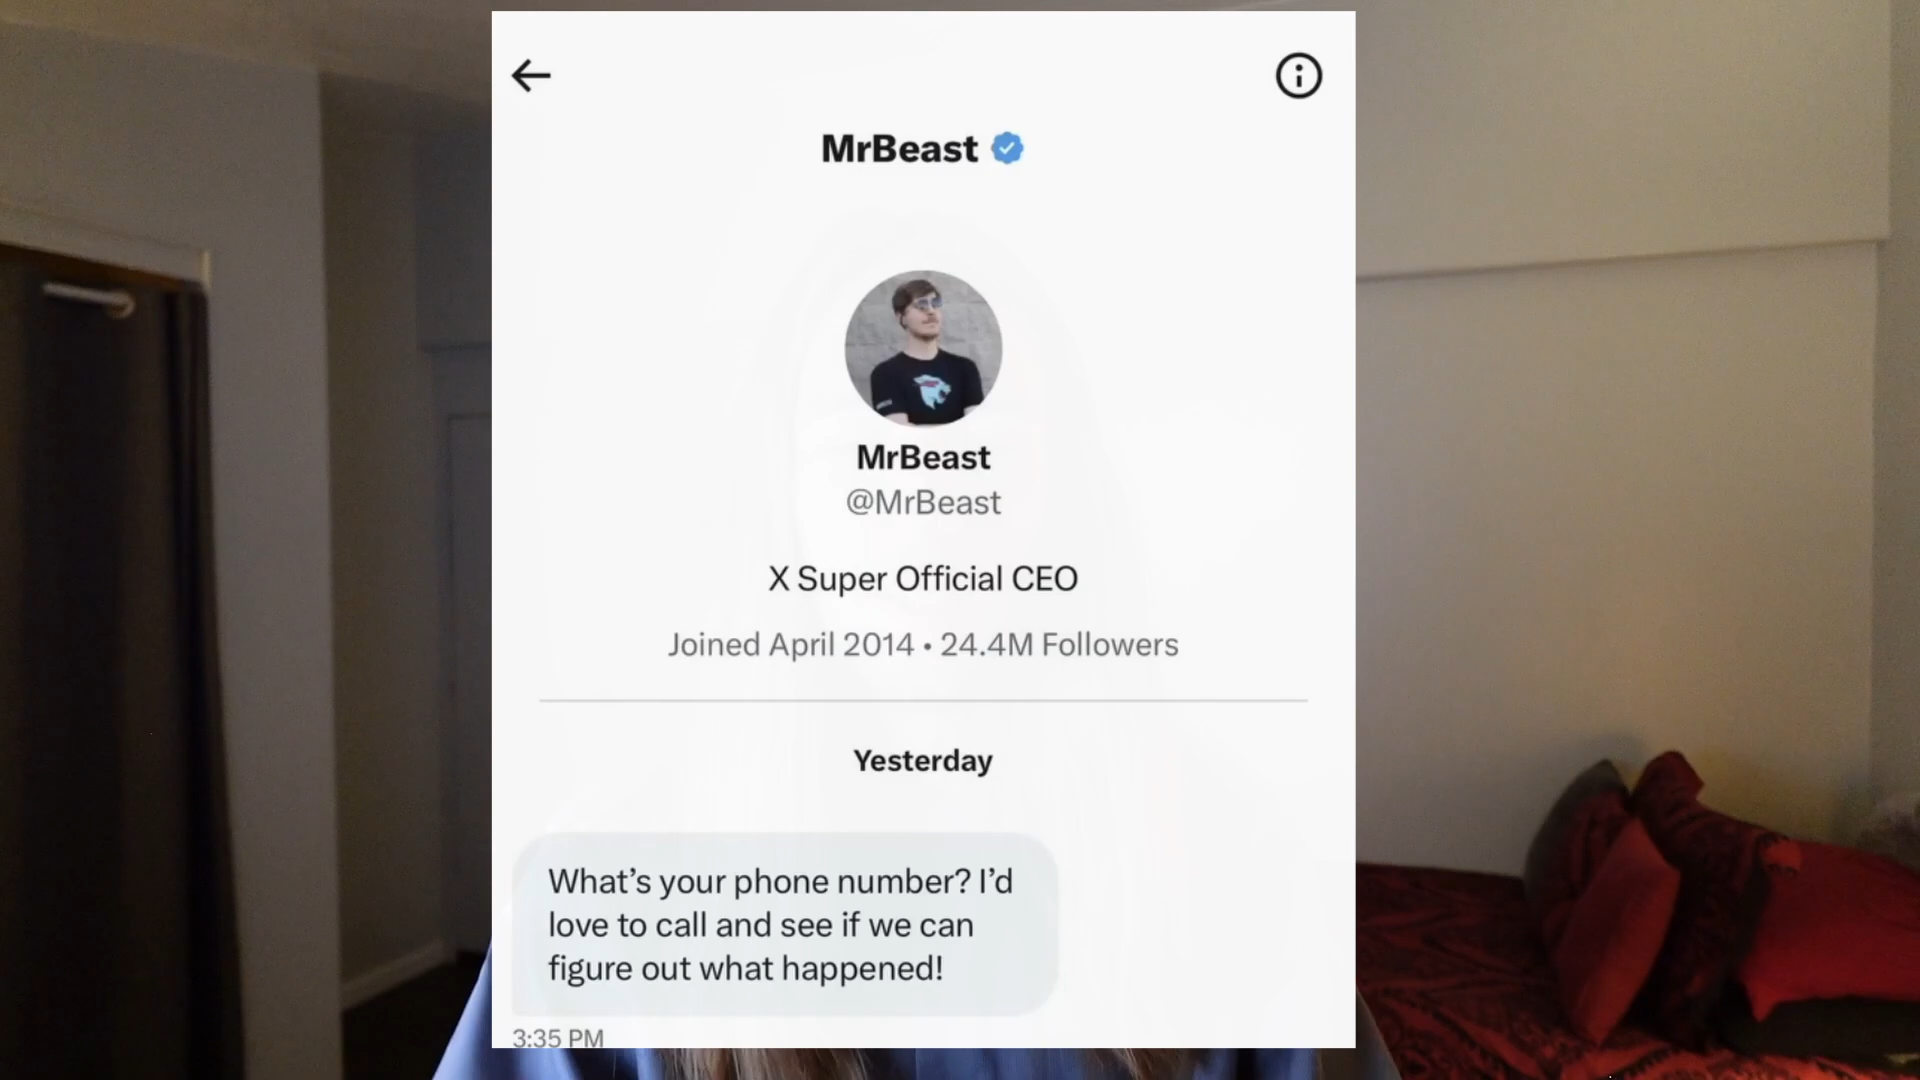 MrBeast
MrBeast
@MrBeast
X Super Official CEO
Joined April 2014 • 24.4M Followers
Yesterday
What’s your phone number? I’d
love to call and see if we can
figure out what happened!
3:35 PM